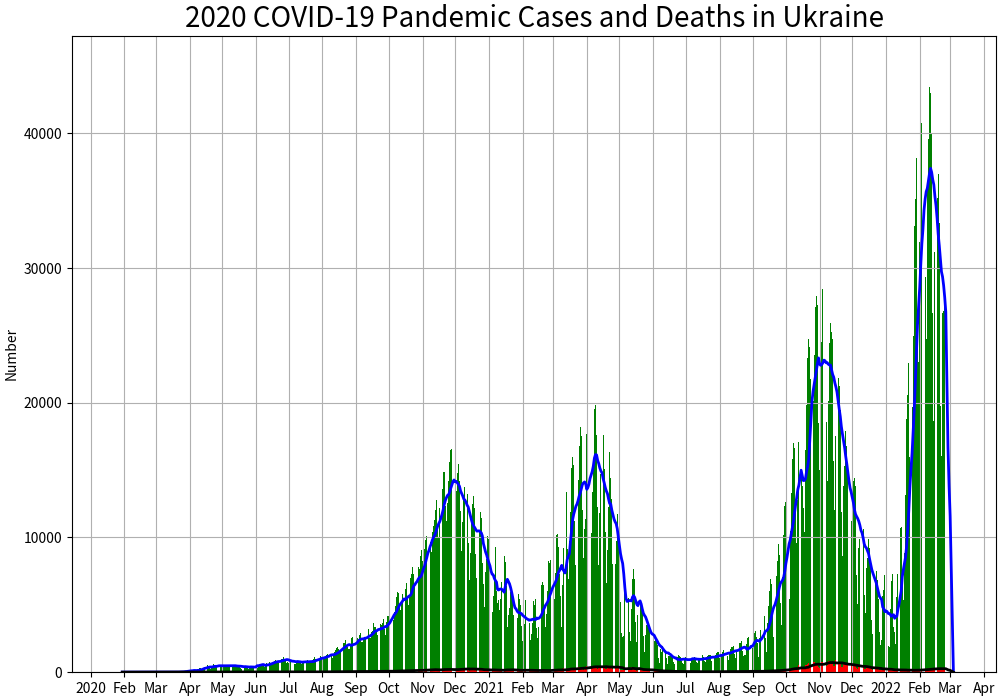 2020 COVID-19 Pandemic Cases and Deaths in Ukraine
40000
30000
20000
10000
0
Number
2020 Feb Mar Apr May Jun Jul Aug Sep Oct Nov Dec 2021 Feb Mar Apr May Jun Jul Aug Sep Oct Nov Dec 2022 Feb Mar Apr